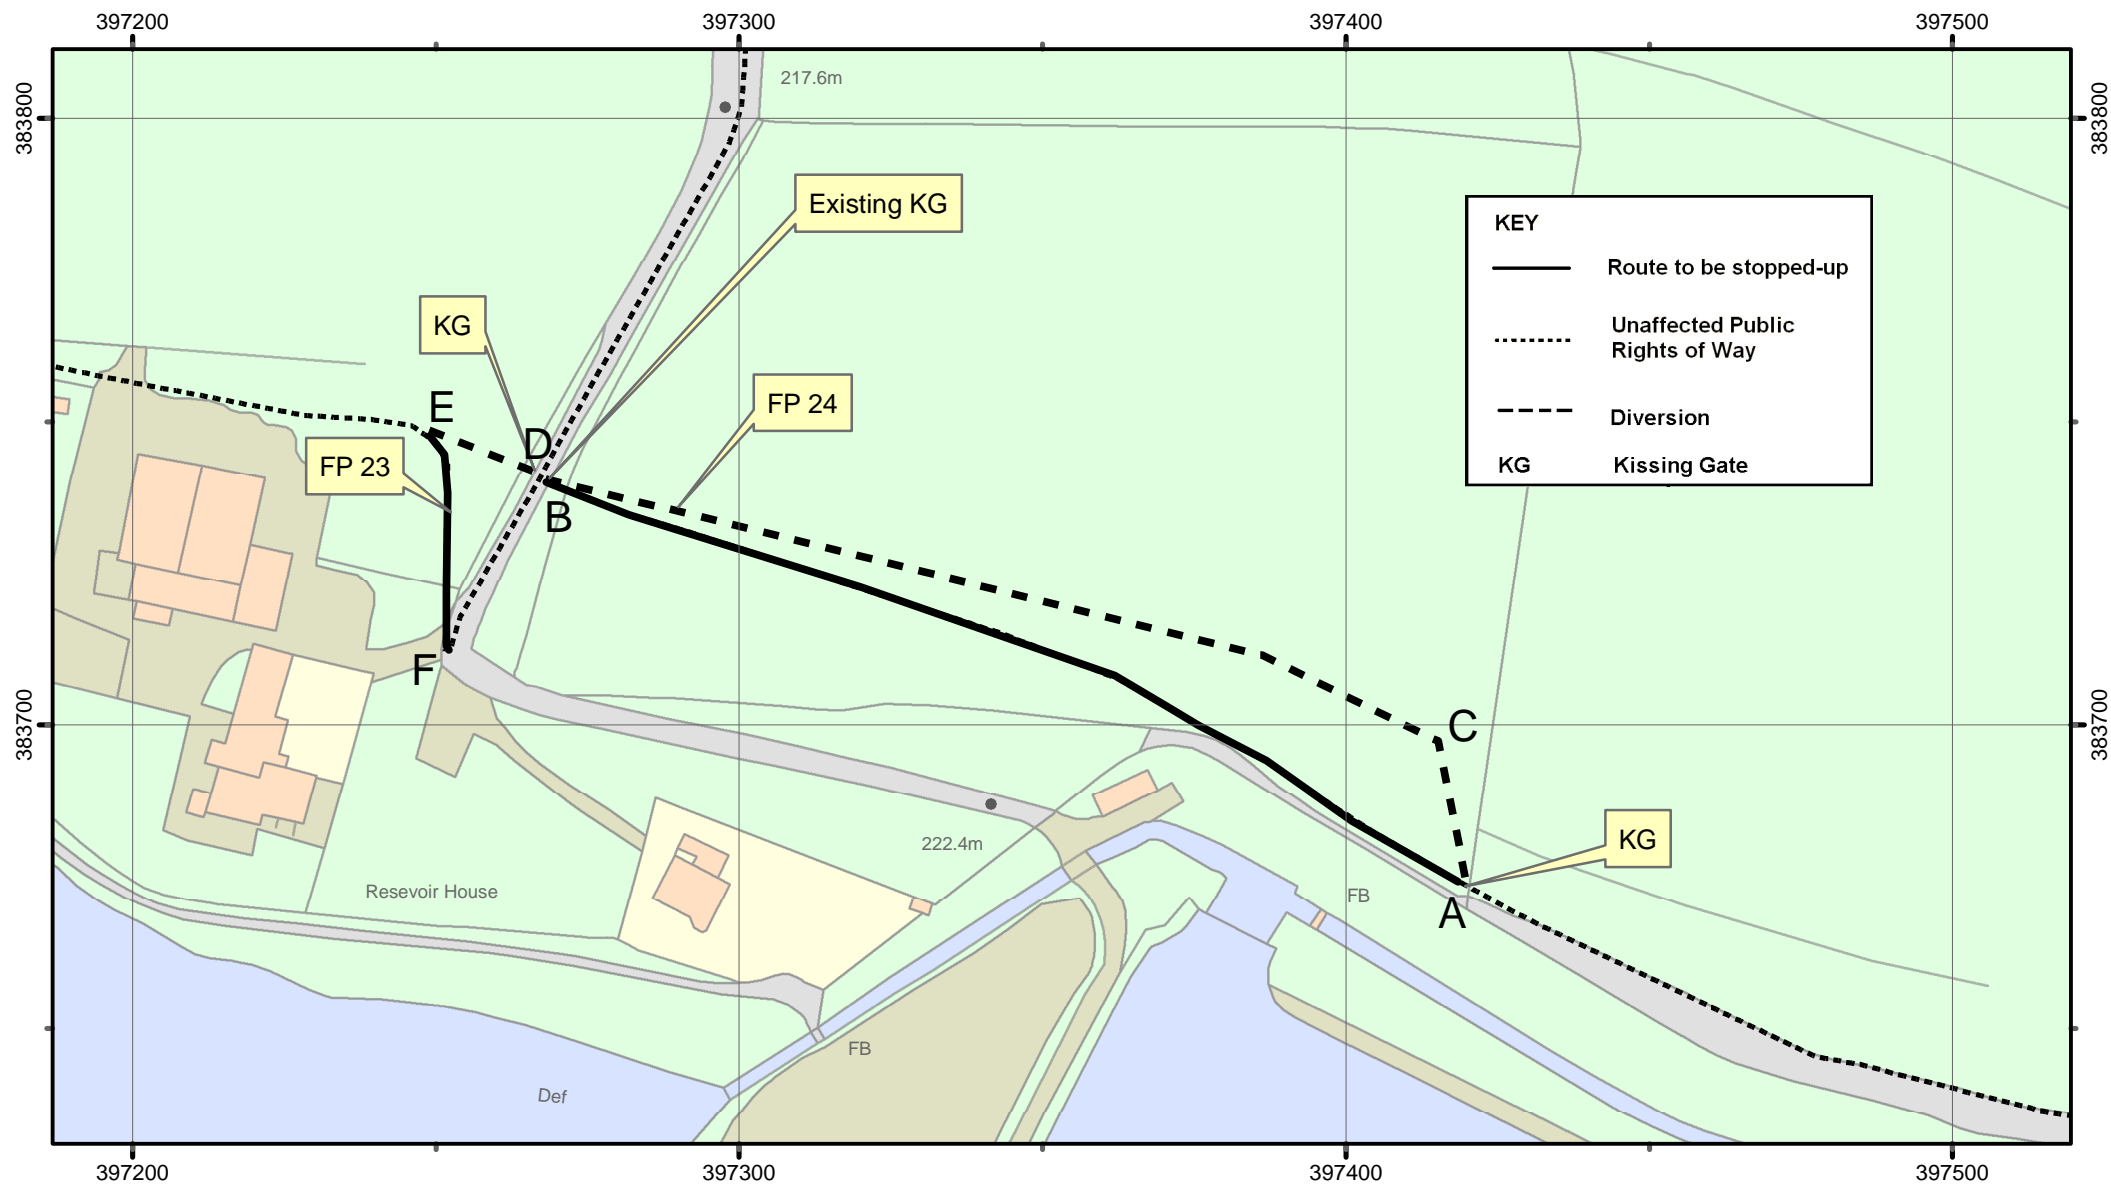 397200
397300
397400
397500
383800
217.6m
383800
Existing KG
KEY
Route to be stopped-up
KG
Unaffected Public
Rights of Way
E
FP 24
Diversion
D
FP 23
KG
Kissing Gate
B
F
383700
C
383700
KG
222.4m
Resevoir House
FB
A
FB
Def
397200
397300
397400
397500